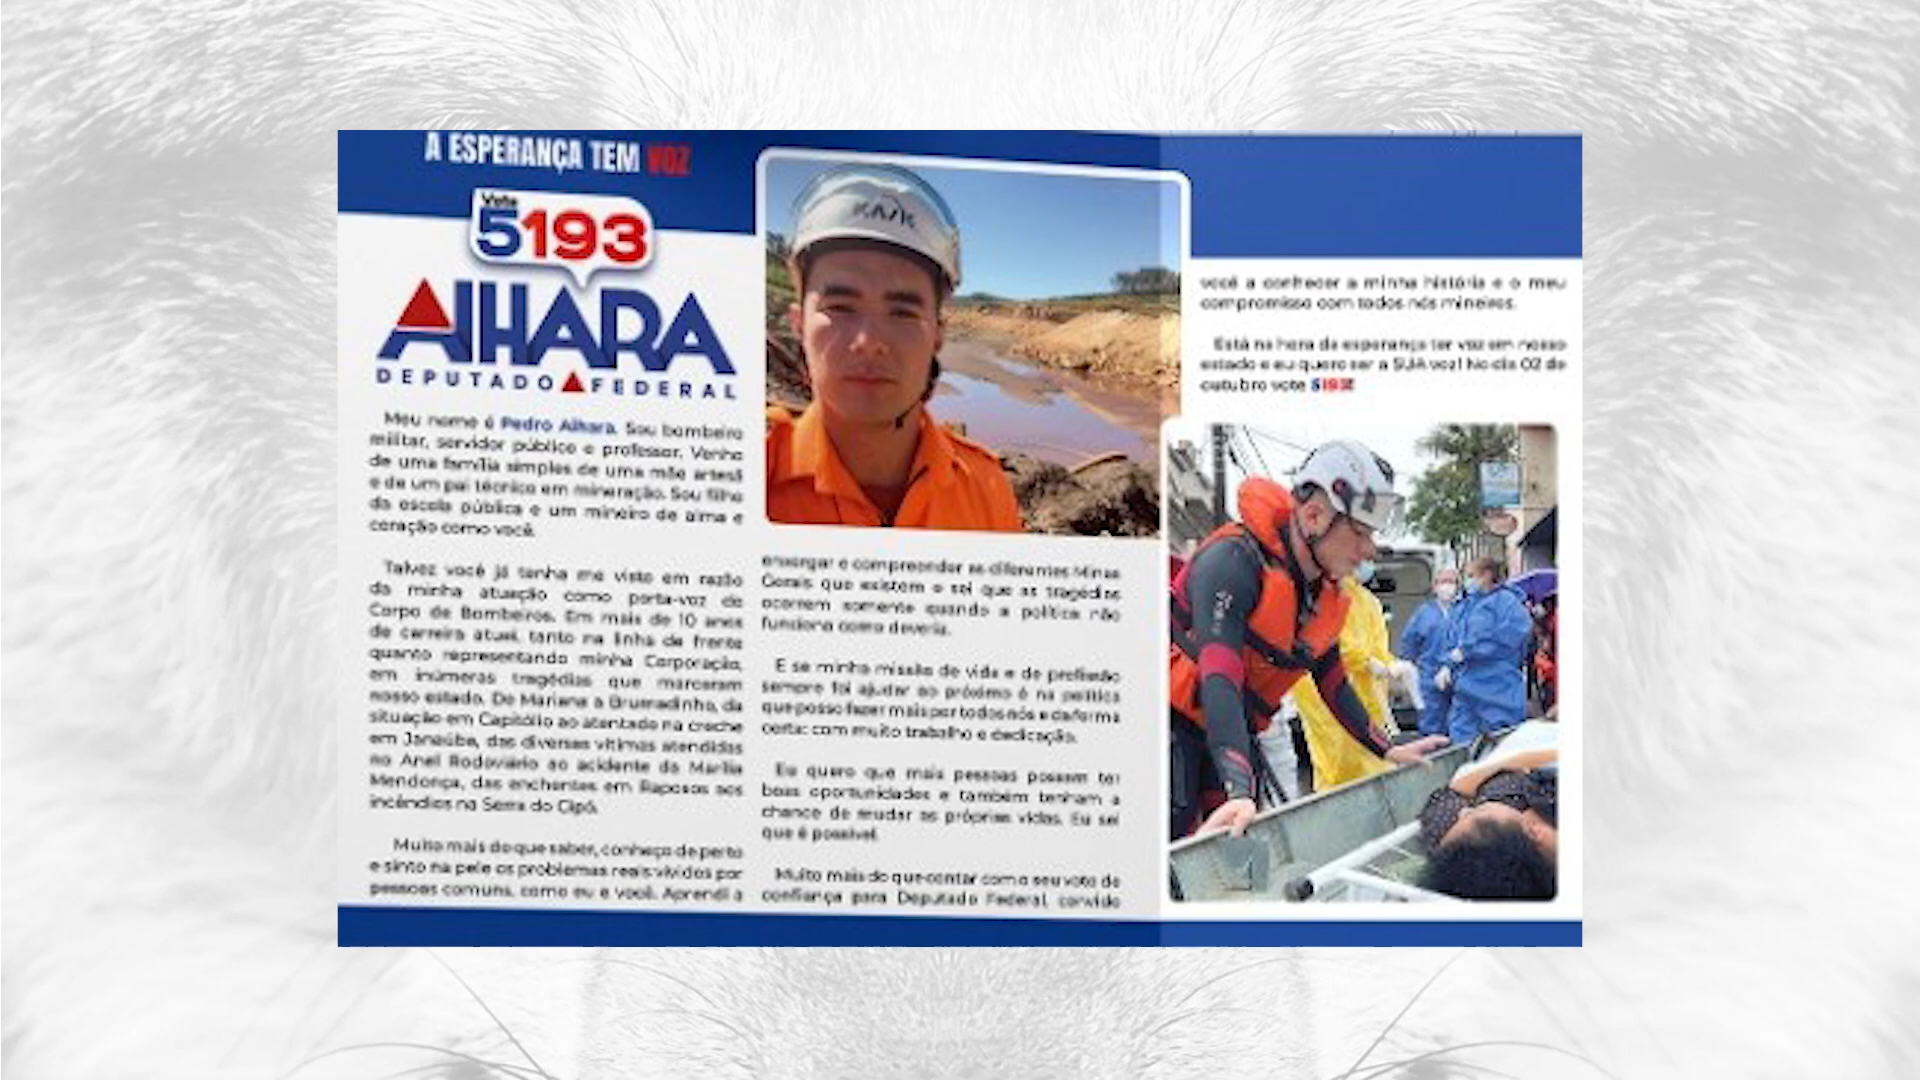 A ESPERANÇA TEM VOZ
Vote
5193
AIHARA
DEPUTADO FEDERAL
Meu nome é Pedro Aihara. Sou bombeiro
militar, servidor público e professor. Venho
de uma família simples de uma mãe artesã
e de um pai técnico em mineração. Sou filho
da escola pública e um mineiro de alma e
coração como você.
Talvez você já tenha me visto em razão
da minha atuação como porta-voz do
Corpo de Bombeiros. Em mais de 10 anos
de carreira atuei, tanto na linha de frente
quanto representando minha Corporação,
em inúmeras tragédias que marcaram
nosso estado. De Mariana a Brumadinho, da
situação em Capitólio ao atentado na creche
em Janaúba, das diversas vítimas atendidas
no Anel Rodoviário ao acidente da Marília
Mendonça, das enchentes em Raposos aos
incêndios na Serra do Cipó.
Muito mais do que saber, conheço de perto
e sinto na pele os problemas reais vividos por
pessoas comuns, como eu e você. Aprendi a
KASK
enxergar e compreender as diferentes Minas
Gerais que existem e sei que as tragédias
ocorrem somente quando a política não
funciona como deveria.
E se minha missão de vida e de profissão
sempre foi ajudar ao próximo é na política
que posso fazer mais por todos nós e da forma
certa: com muito trabalho e dedicação.
Eu quero que mais pessoas possam ter
boas oportunidades e também tenham a
chance de mudar as próprias vidas. Eu sei
que é possível.
Muito mais do que contar com o seu voto de
confiança para Deputado Federal, convido
você a conhecer a minha história e o meu
compromisso com todos nós mineiros.
Está na hora da esperança ter voz em nosso
estado e eu quero ser a SUA voz! No dia 02 de
outubro vote 5193!